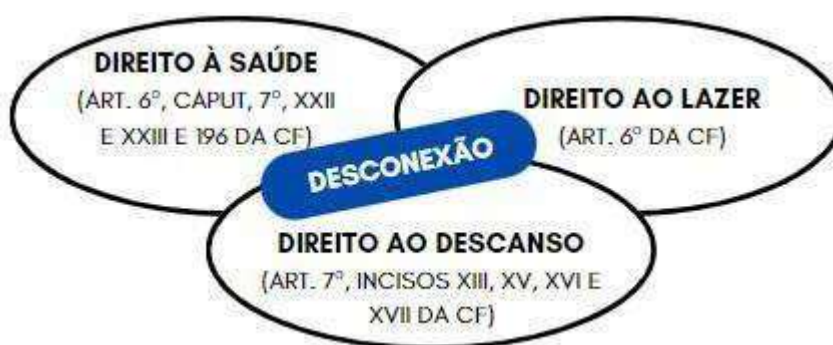 DIREITO À SAÚDE
(ART. 6º, CAPUT, 7º, XXII
E XXIII E 196 DA CF)
DIREITO AO LAZER
(ART. 6º DA CF)
DESCONEXÃO
DIREITO AO DESCANSO
(ART. 7º, INCISOS XIII, XV, XVI E
XVII DA CF)